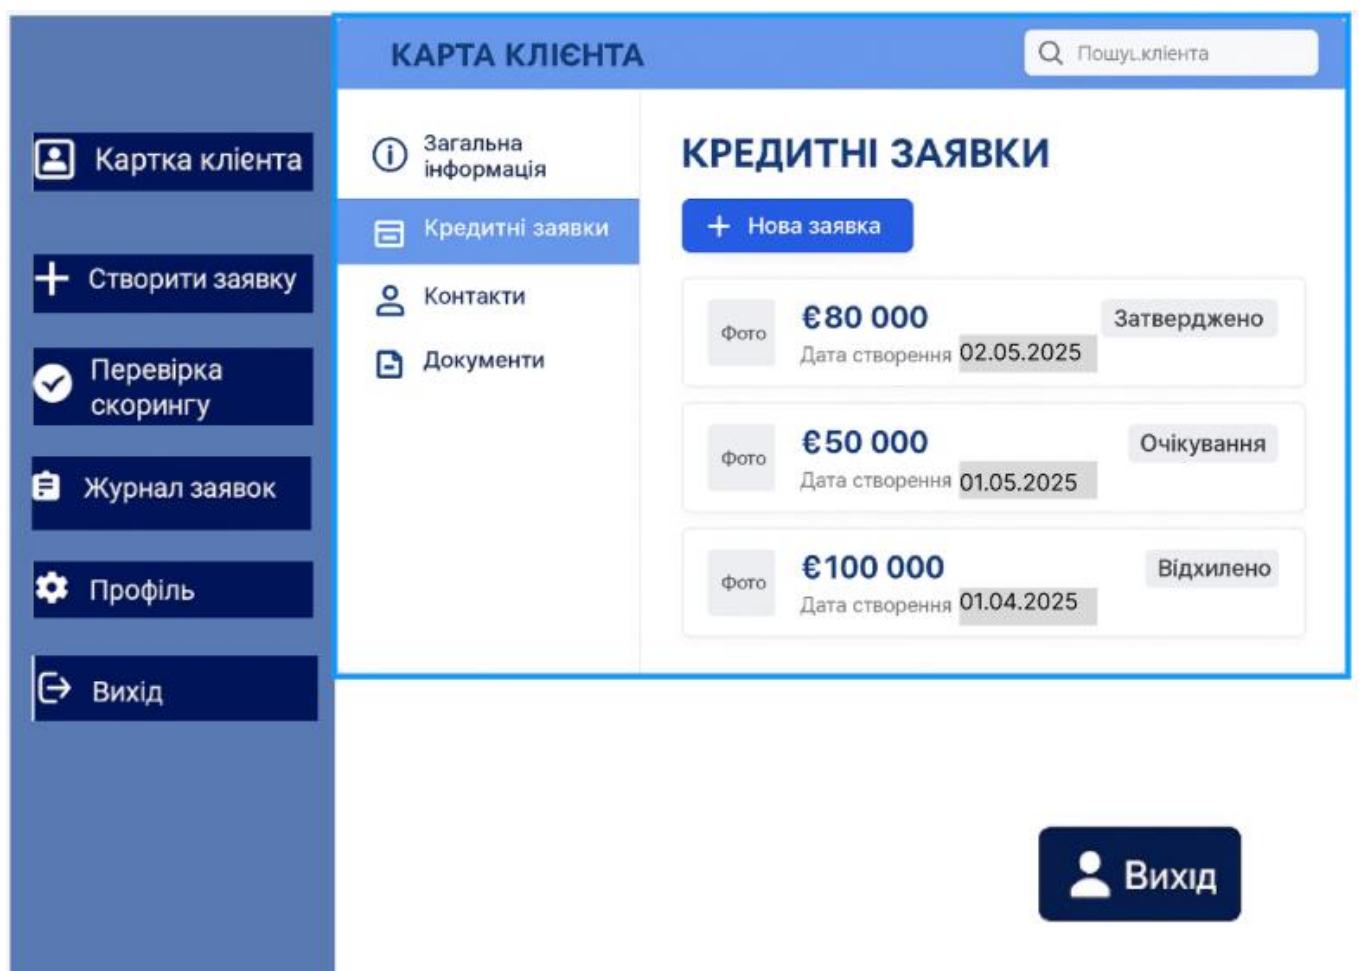 Картка клієнта
Створити заявку
Перевірка
скорингу
Журнал заявок
Профіль
Вихід
КАРТА КЛІЄНТА
Пошук клієнта
Загальна
інформація
Кредитні заявки
Контакти
Документи
КРЕДИТНІ ЗАЯВКИ
+ Нова заявка
Фото
€80 000
Затверджено
Дата створення 02.05.2025
Фото
€50 000
Очікування
Дата створення 01.05.2025
Фото
€100 000
Відхилено
Дата створення 01.04.2025
Вихід